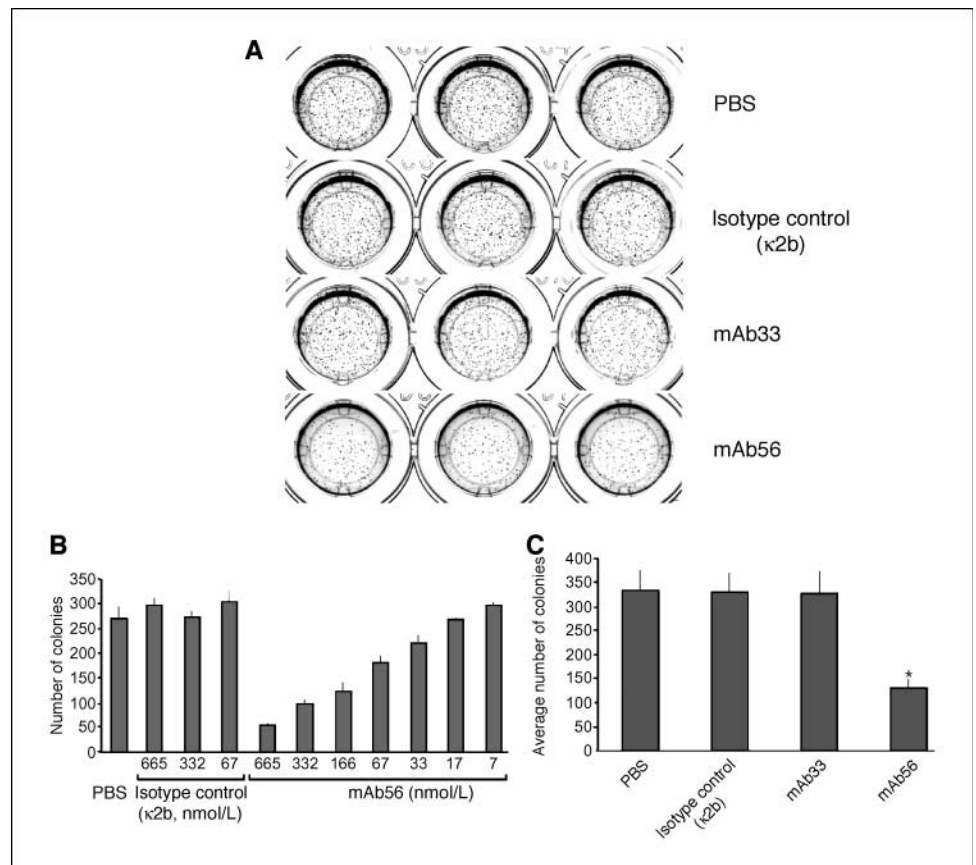 A
PBS
Isotype control
(κ2b)
mAb33
mAb56
B
Number of colonies
350
300
250
200
150
100
50
0
665 332 67 665 332 166 67 33 17 7
PBS Isotype control mAb56 (nmol/L)
(κ2b, nmol/L)
C
Average number of colonies
400
350
300
250
200
150
100
50
0
*
PBS
Isotype control
(κ2b)
mAb33
mAb56